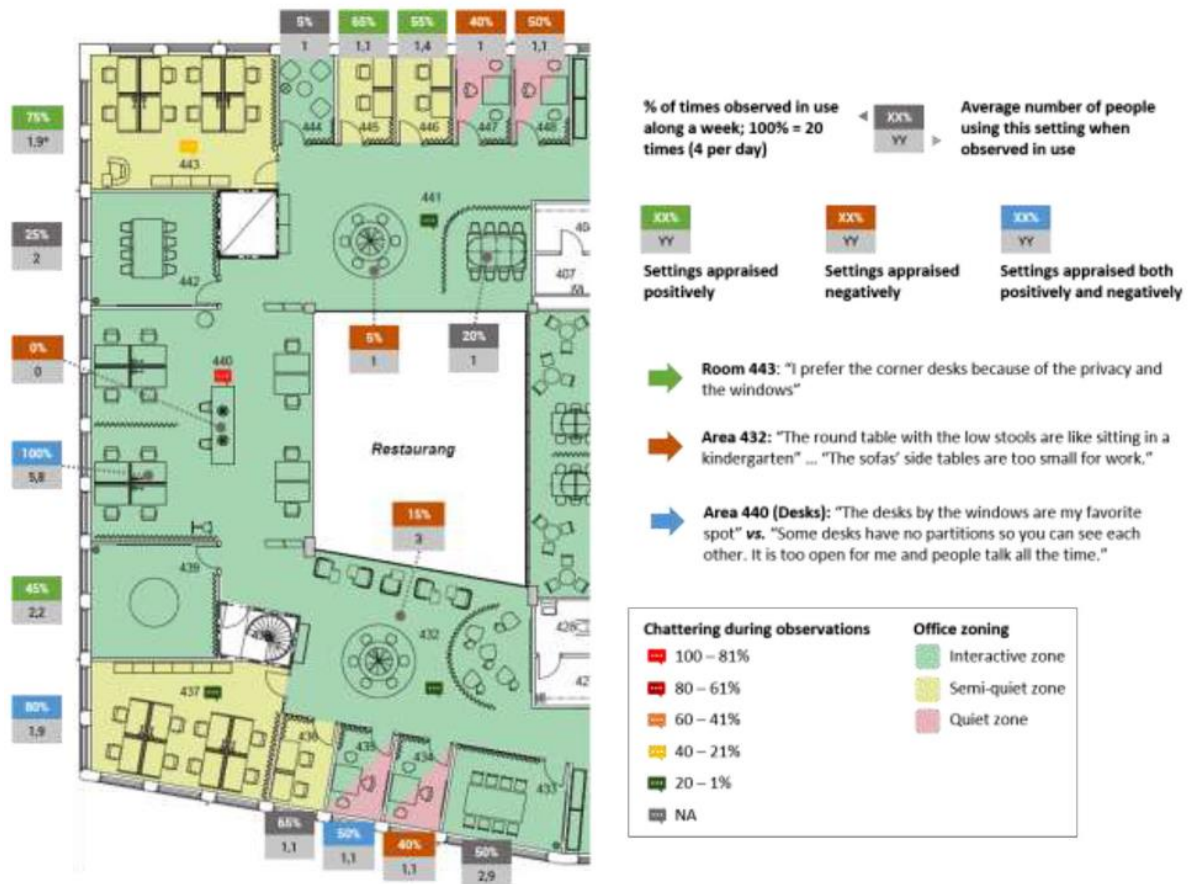 5% 65% 55% 40% 50%
1 1,1 1,4 1 1,1
444 445 446 447 448
75%
1,9*
443
441
25%
2
442
407
0%
0
5%
1
20%
1
440
Restaurang
100%
5,8
15%
3
439
45%
2,2
432
428
437
80%
1,9
436 435 434 433
65% 50% 40% 50%
1,1 1,1 1,1 2,9
% of times observed in use
along a week; 100% = 20
times (4 per day)
XX%
YY
Average number of people
using this setting when
observed in use
XX% XX% XX%
YY YY YY
Settings appraised
positively
Settings appraised
negatively
Settings appraised both
positively and negatively
Room 443: “I prefer the corner desks because of the privacy and
the windows”
Area 432: “The round table with the low stools are like sitting in a
kindergarten” ... “The sofas’ side tables are too small for work.”
Area 440 (Desks): “The desks by the windows are my favorite
spot” vs. “Some desks have no partitions so you can see each
other. It is too open for me and people talk all the time.”
Chattering during observations
100 – 81%
80 – 61%
60 – 41%
40 – 21%
20 – 1%
NA
Office zoning
Interactive zone
Semi-quiet zone
Quiet zone